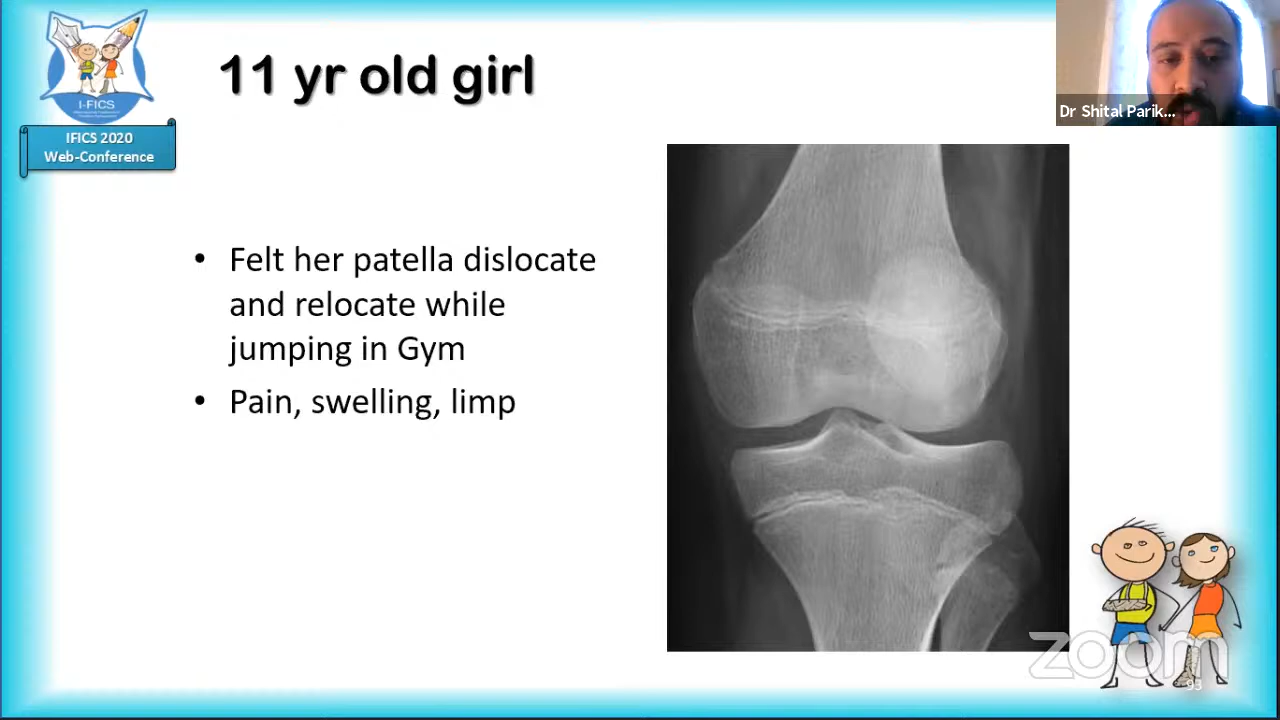 11 yr old girl
I-FICS
IFICS 2020
Web-Conference
Dr Shital Parik...
• Felt her patella dislocate
and relocate while
jumping in Gym
• Pain, swelling, limp
zoom
93